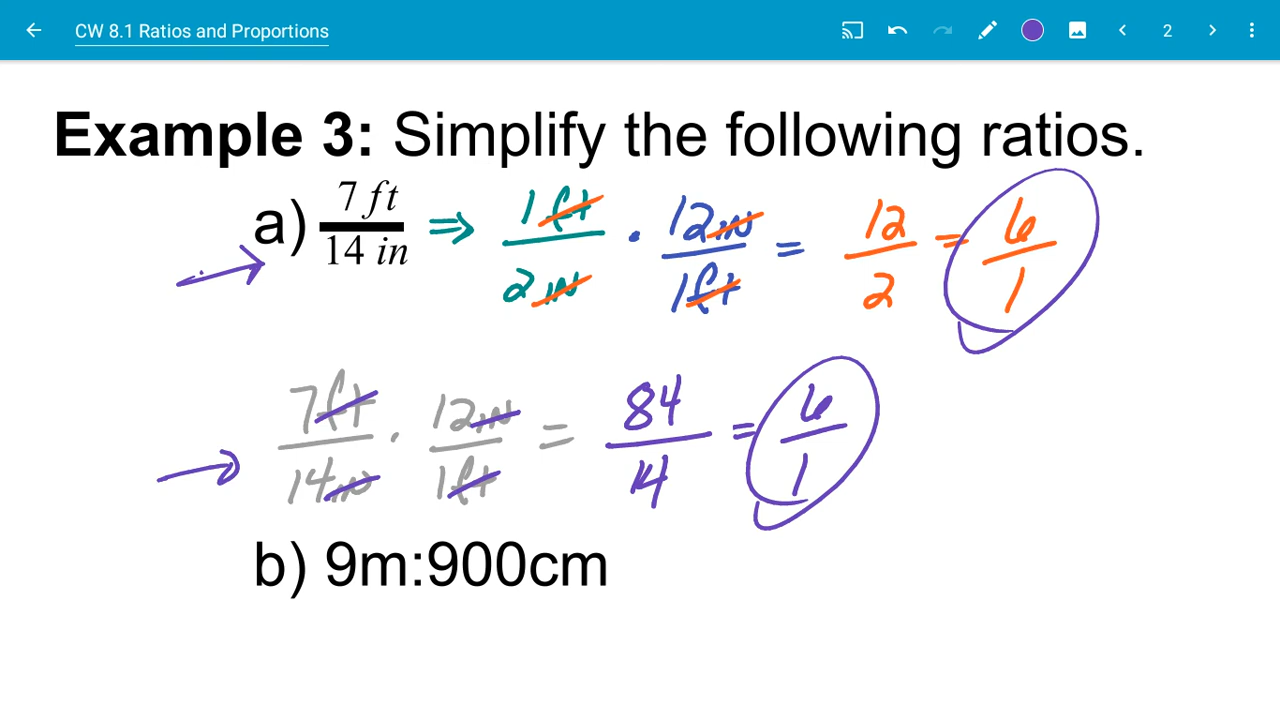 CW 8.1 Ratios and Proportions
2
Example 3: Simplify the following ratios.
a) 7 ft / 14 in ⇒ 1 ft / 2 in · 12 in / 1 ft = 12 / 2 = 6 / 1
→ 7 ft / 14 in · 12 in / 1 ft = 84 / 14 = 6 / 1
b) 9m:900cm